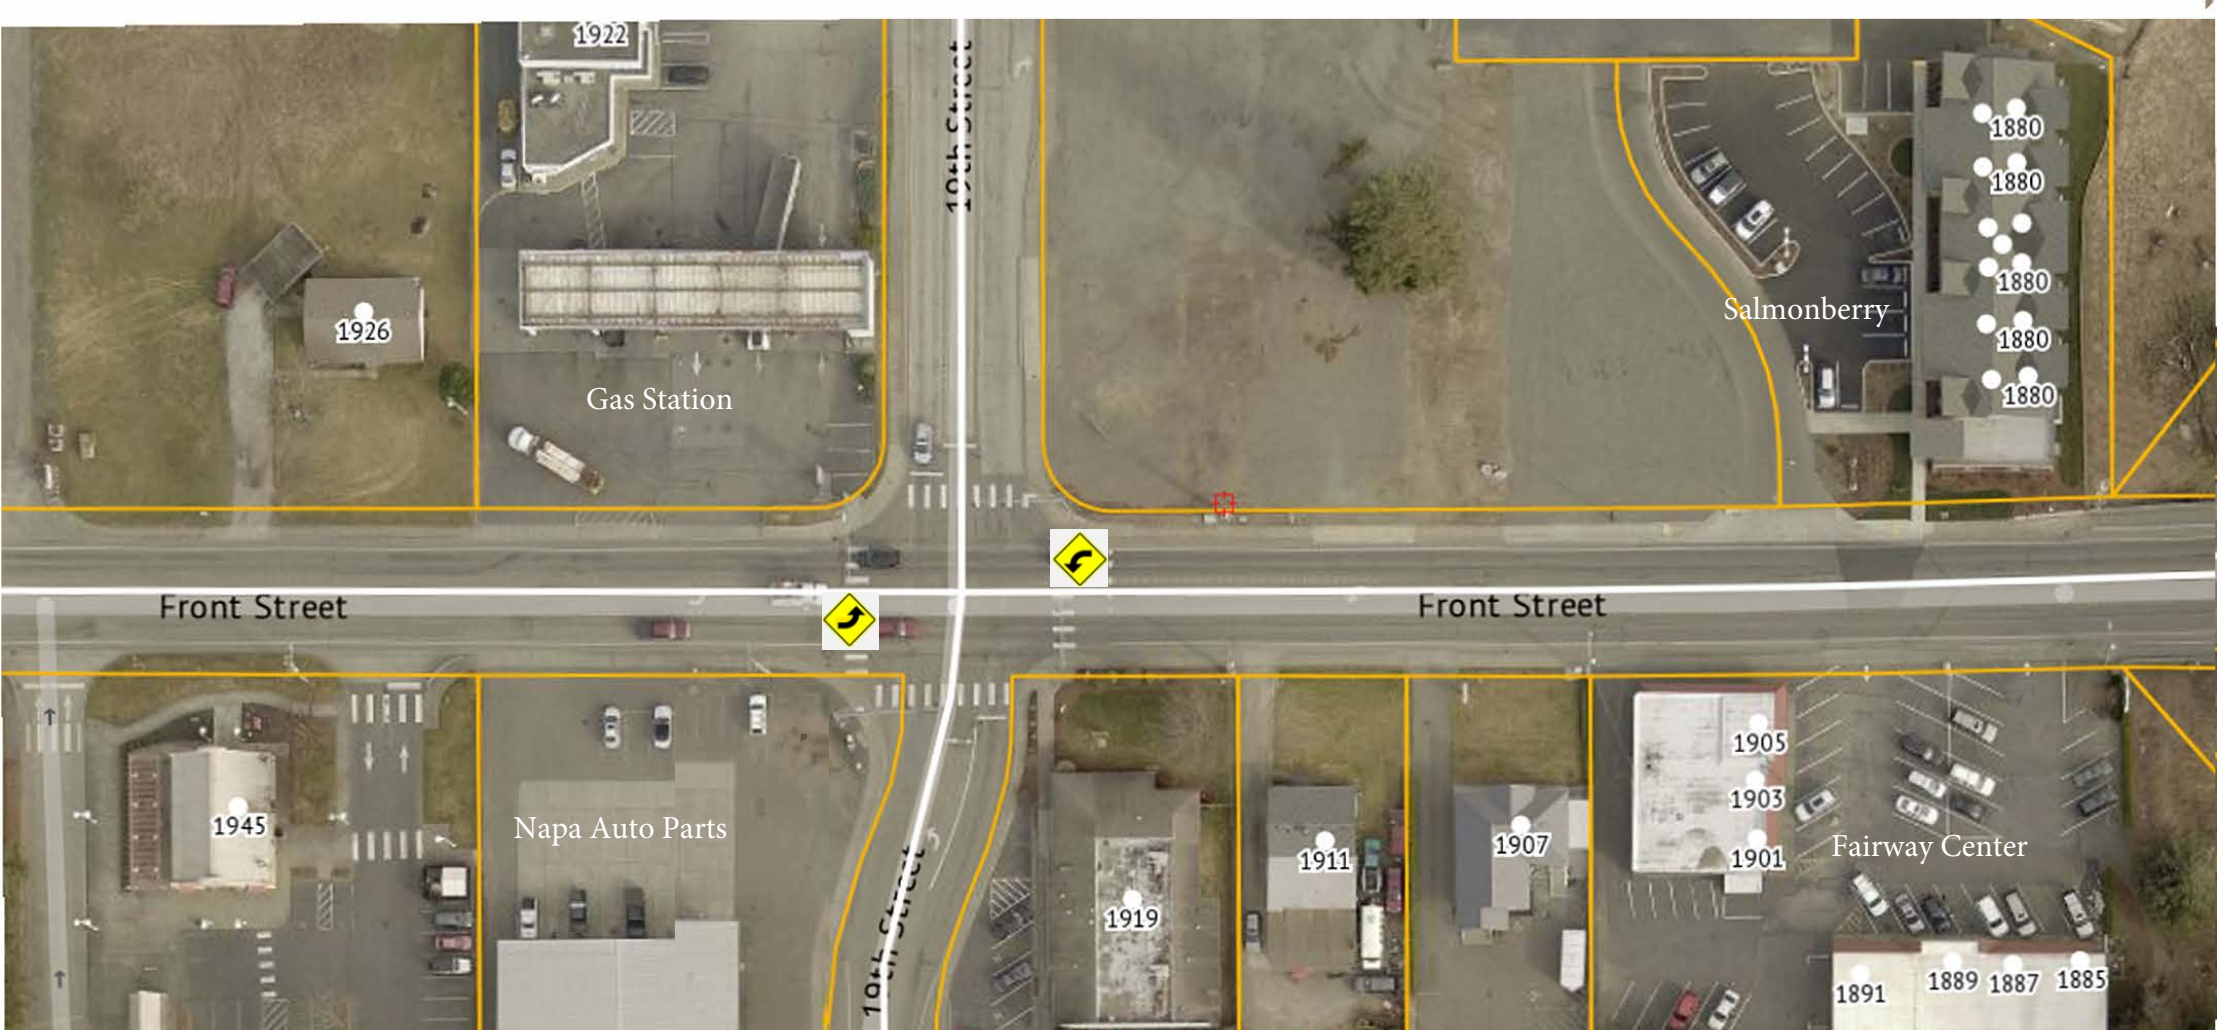 1922
19th Street
1880
1880
1880
1880
1880
1926
Salmonberry
Gas Station
Front Street
Front Street
1945
Napa Auto Parts
19th Street
1919
1911
1907
1905
1903
1901
Fairway Center
1891
1889
1887
1885